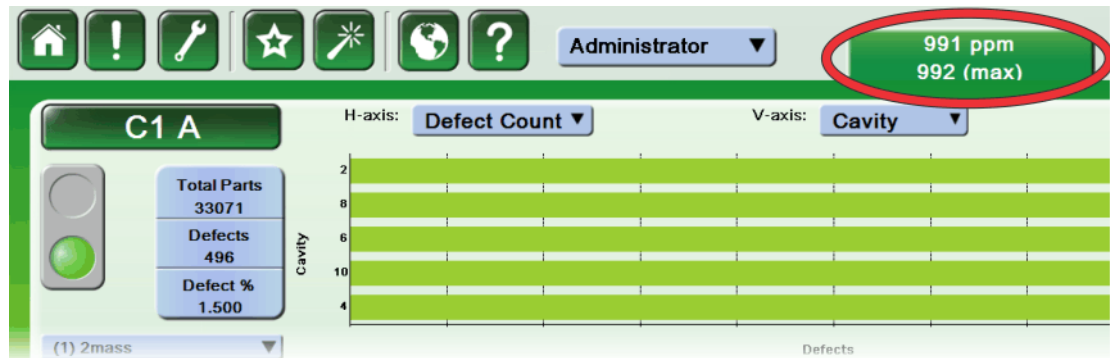 Administrator ▼
991 ppm
992 (max)
C1 A
H-axis: Defect Count ▼
V-axis: Cavity ▼
Total Parts
33071
Defects
496
Defect %
1.500
Cavity
2
8
6
10
4
(1) 2mass ▼
Defects